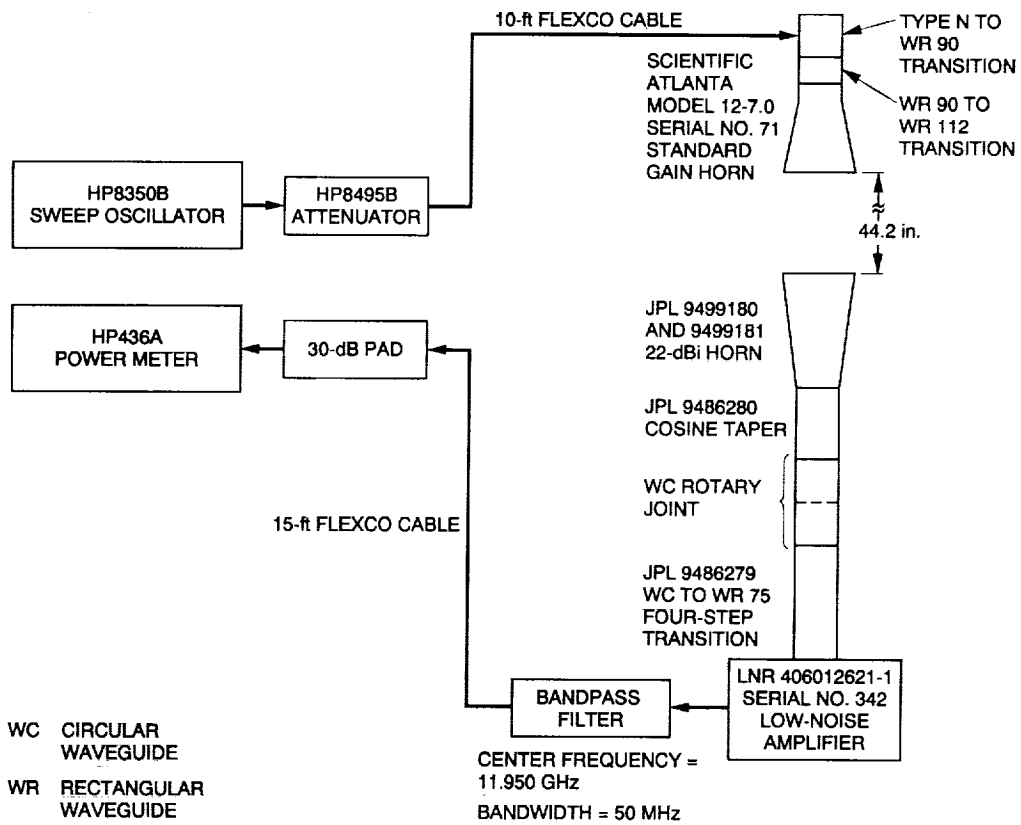 10-ft FLEXCO CABLE
TYPE N TO
WR 90
TRANSITION
SCIENTIFIC
ATLANTA
MODEL 12-7.0
SERIAL NO. 71
STANDARD
GAIN HORN
WR 90 TO
WR 112
TRANSITION
HP8350B
SWEEP OSCILLATOR
HP8495B
ATTENUATOR
≈
44.2 in.
HP436A
POWER METER
30-dB PAD
JPL 9499180
AND 9499181
22-dBi HORN
JPL 9486280
COSINE TAPER
WC ROTARY
JOINT
15-ft FLEXCO CABLE
JPL 9486279
WC TO WR 75
FOUR-STEP
TRANSITION
LNR 406012621-1
SERIAL NO. 342
LOW-NOISE
AMPLIFIER
BANDPASS
FILTER
CENTER FREQUENCY =
11.950 GHz
BANDWIDTH = 50 MHz
WC CIRCULAR
WAVEGUIDE
WR RECTANGULAR
WAVEGUIDE